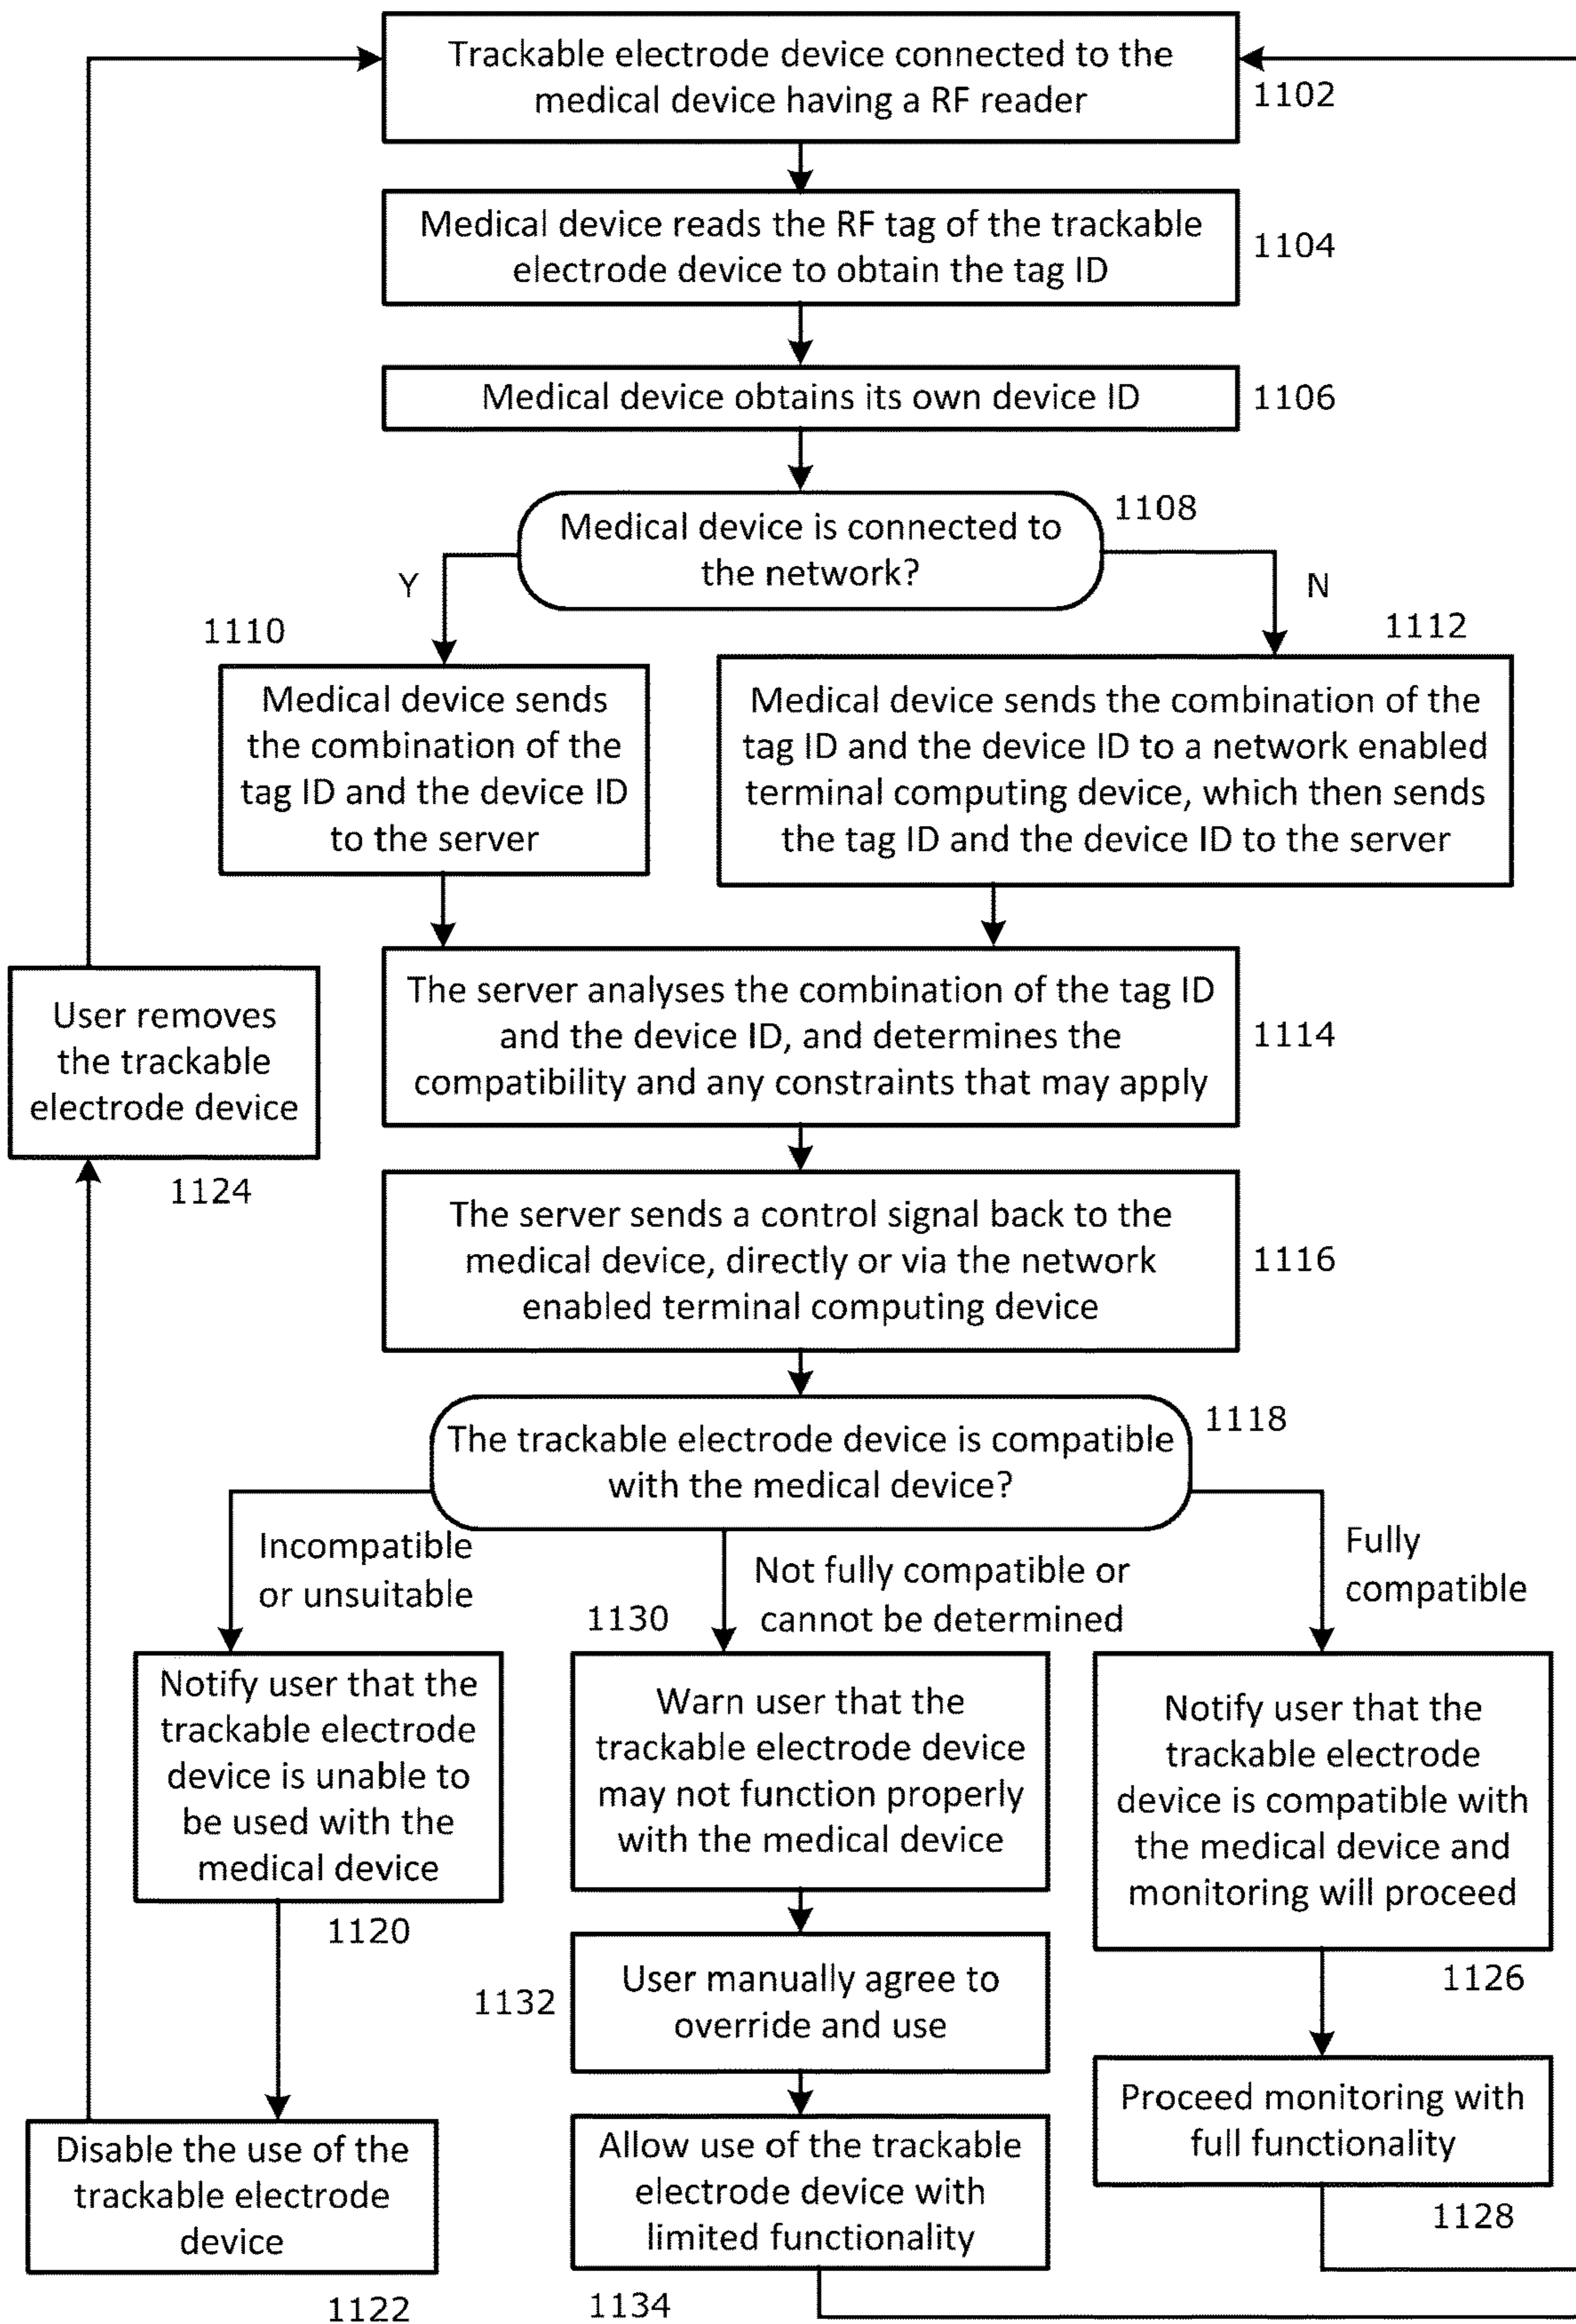 Trackable electrode device connected to the
medical device having a RF reader
1102
Medical device reads the RF tag of the trackable
electrode device to obtain the tag ID
1104
Medical device obtains its own device ID
1106
Medical device is connected to
the network?
1108
Y
N
1110
Medical device sends
the combination of the
tag ID and the device ID
to the server
1112
Medical device sends the combination of the
tag ID and the device ID to a network enabled
terminal computing device, which then sends
the tag ID and the device ID to the server
The server analyses the combination of the tag ID
and the device ID, and determines the
compatibility and any constraints that may apply
1114
User removes
the trackable
electrode device
1124
The server sends a control signal back to the
medical device, directly or via the network
enabled terminal computing device
1116
The trackable electrode device is compatible
with the medical device?
1118
Incompatible
or unsuitable
Not fully compatible or
cannot be determined
Fully
compatible
Notify user that the
trackable electrode
device is unable to
be used with the
medical device
1120
1130
Warn user that the
trackable electrode device
may not function properly
with the medical device
Notify user that the
trackable electrode
device is compatible with
the medical device and
monitoring will proceed
1126
1132
User manually agree to
override and use
Proceed monitoring with
full functionality
1128
Disable the use of the
trackable electrode
device
1122
Allow use of the trackable
electrode device with
limited functionality
1134